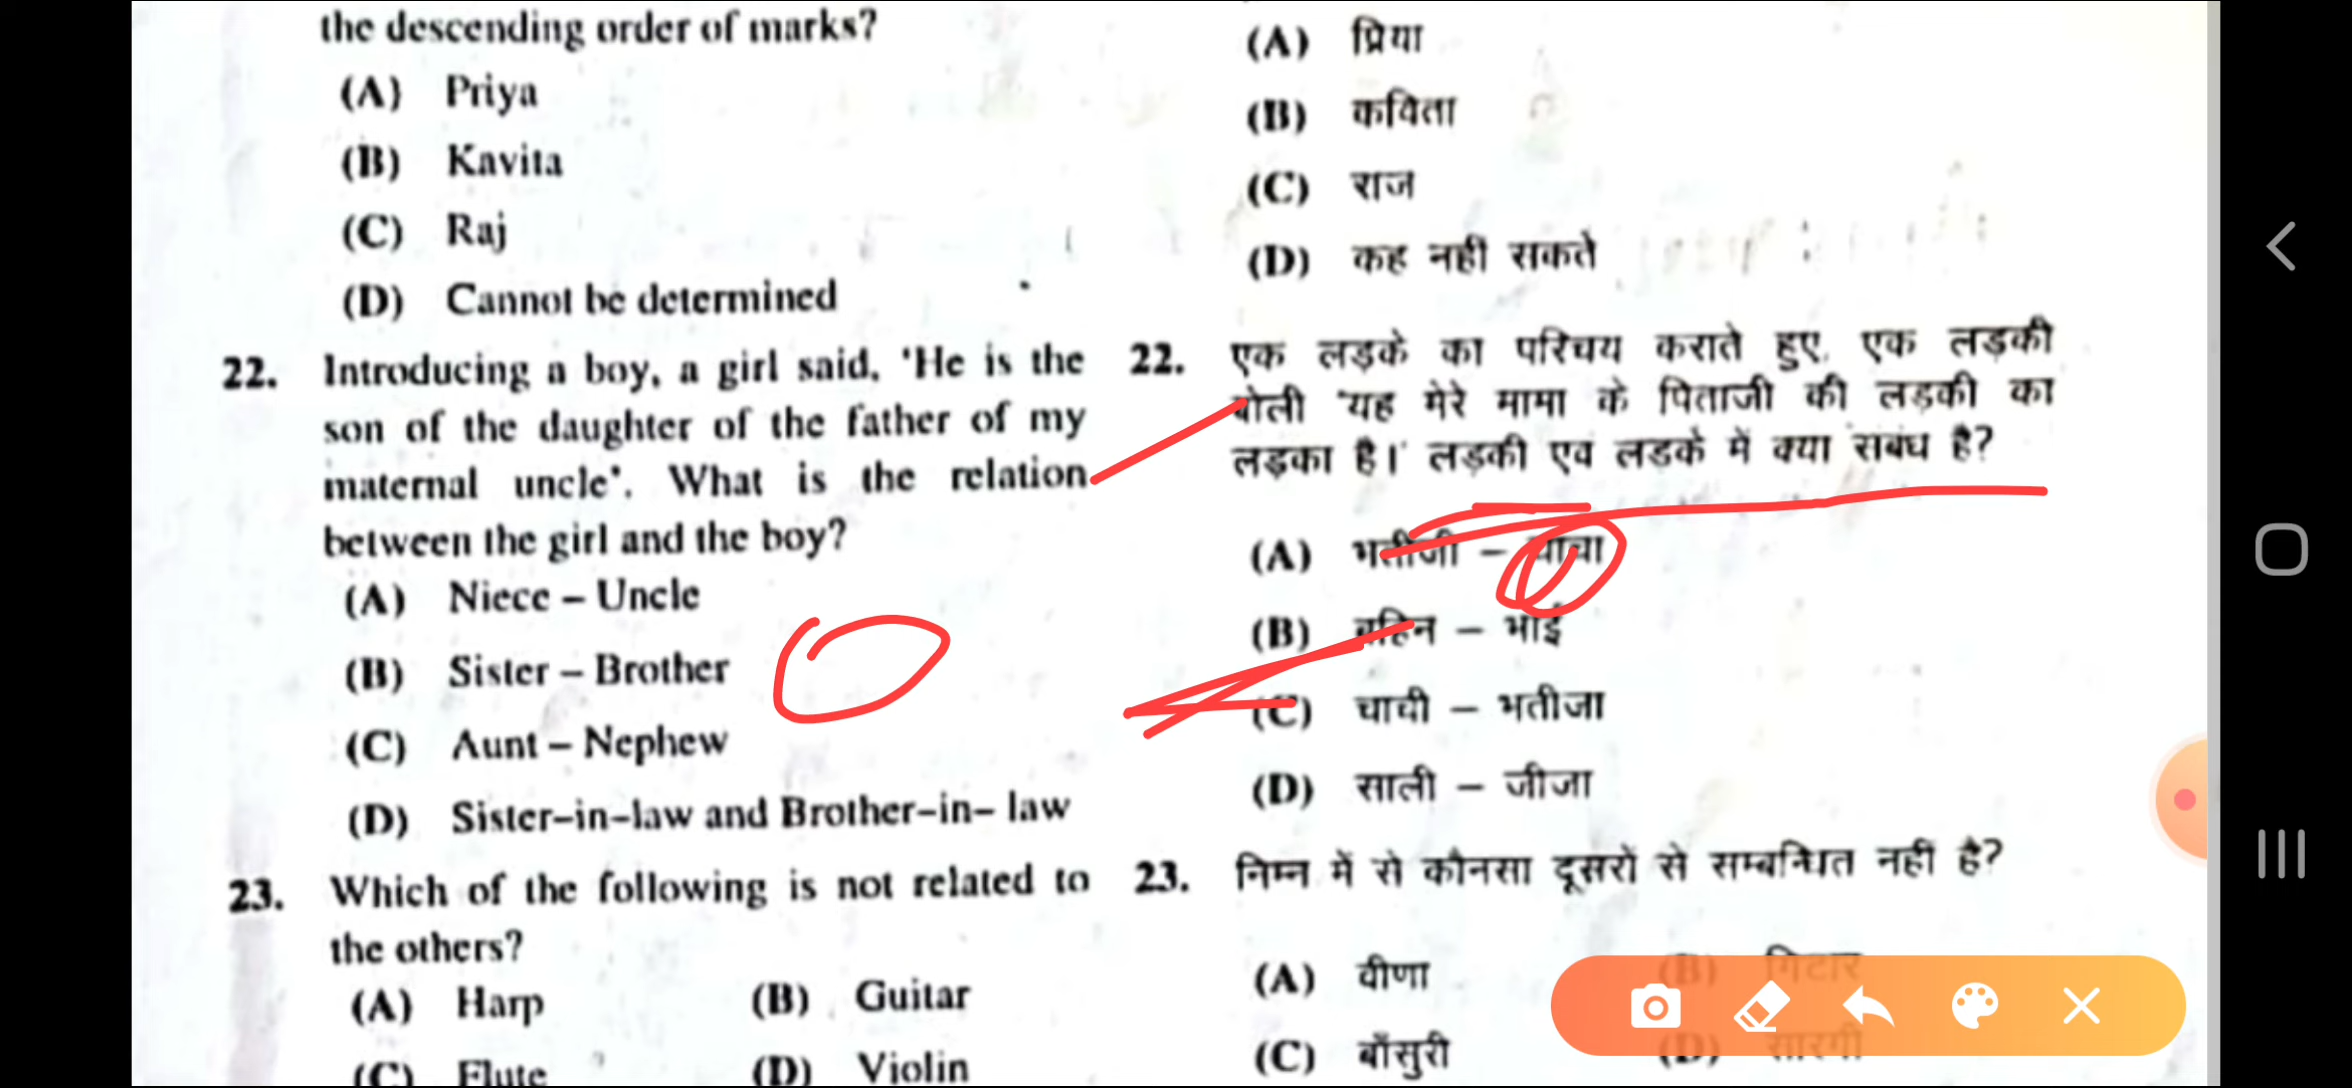 the descending order of marks?
(A) Priya
(B) Kavita
(C) Raj
(D) Cannot be determined
22. Introducing a boy, a girl said, 'He is the
son of the daughter of the father of my
maternal uncle'. What is the relation
between the girl and the boy?
(A) Niece – Uncle
(B) Sister – Brother
(C) Aunt – Nephew
(D) Sister–in–law and Brother–in– law
23. Which of the following is not related to
the others?
(A) Harp (B) Guitar
(C) Flute (D) Violin
(A) प्रिया
(B) कविता
(C) राज
(D) कह नहीं सकते
22. एक लड़के का परिचय कराते हुए, एक लड़की
बोली 'यह मेरे मामा के पिताजी की लड़की का
लड़का है।' लड़की एव लडके में क्या सबंध है?
(A) भतीजी – चाचा
(B) बहिन – भाई
(C) चाची – भतीजा
(D) साली – जीजा
23. निम्न में से कौनसा दूसरों से सम्बन्धित नहीं है?
(A) वीणा (B) गिटार
(C) बाँसुरी (D) सारंगी